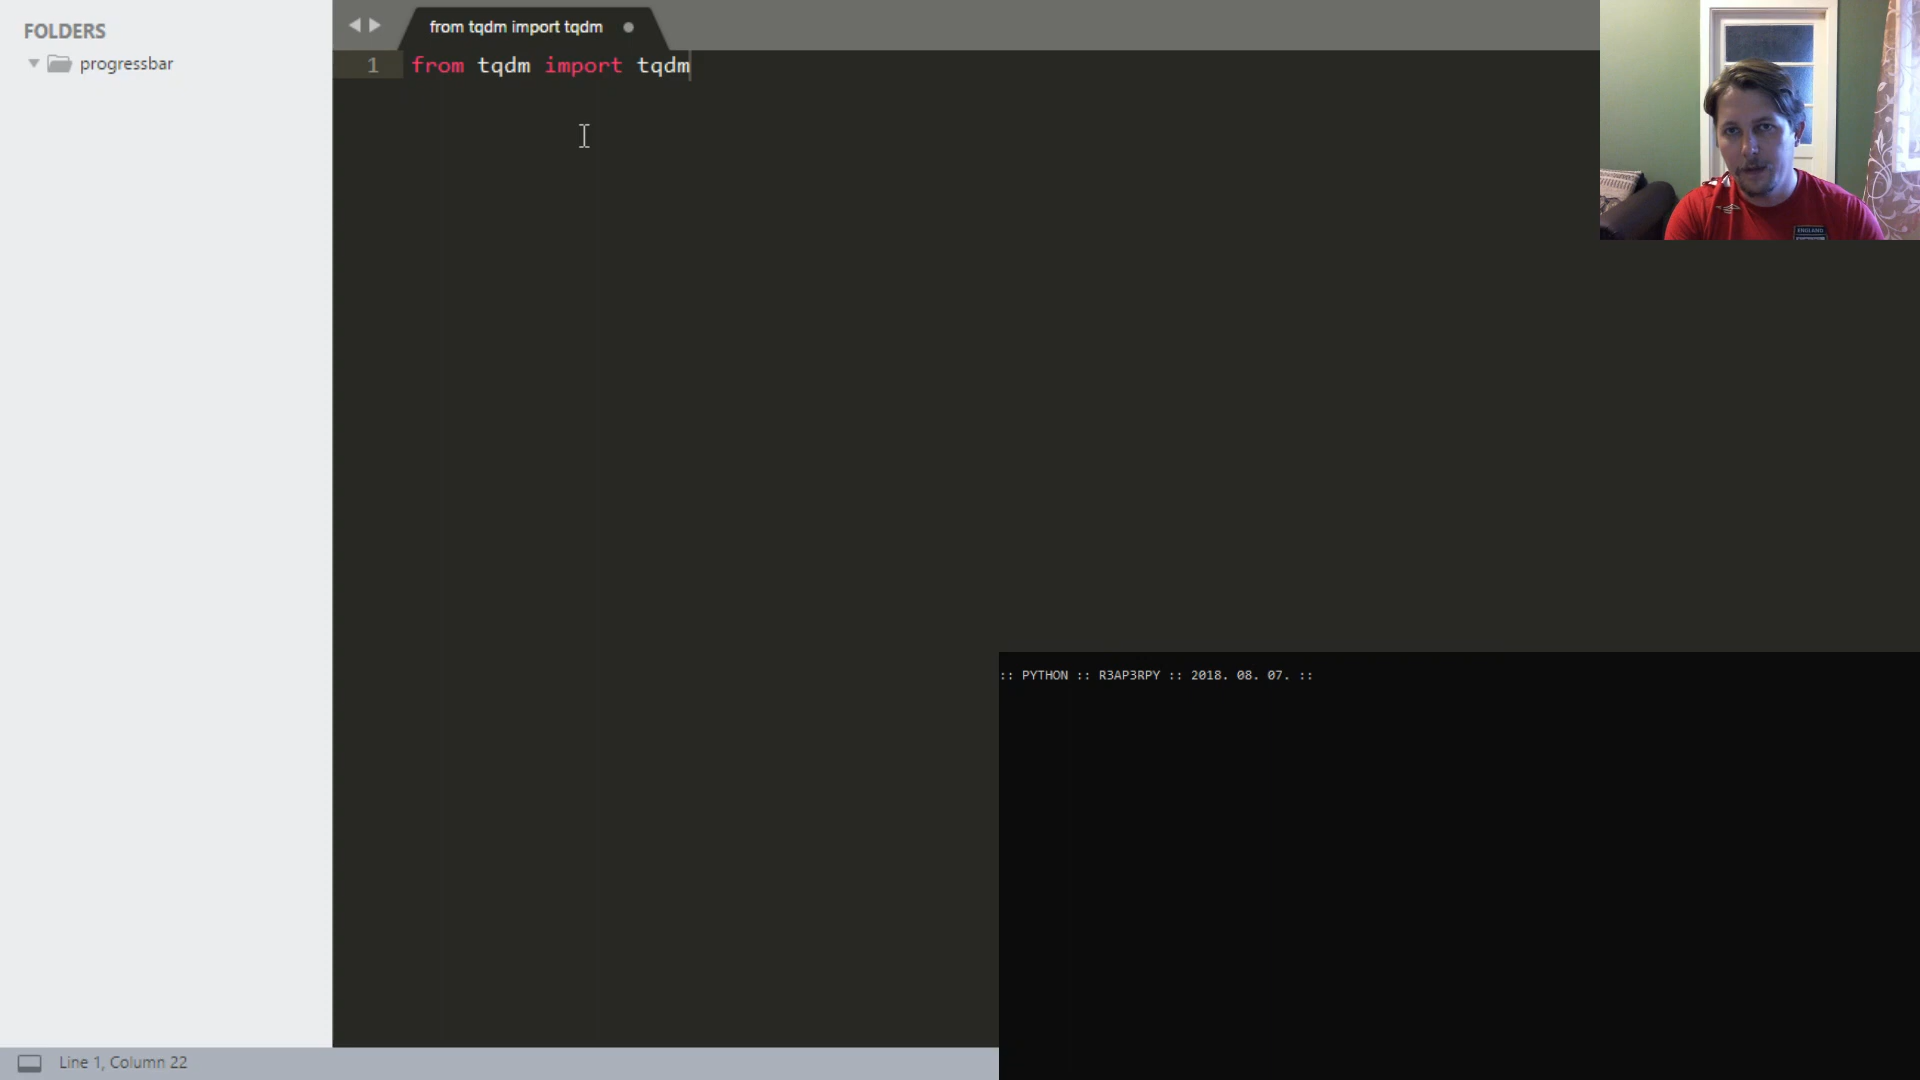 FOLDERS
progressbar
from tqdm import tqdm
1 from tqdm import tqdm
ENGLAND
:: PYTHON :: R3AP3RPY :: 2018. 08. 07. ::
Line 1, Column 22